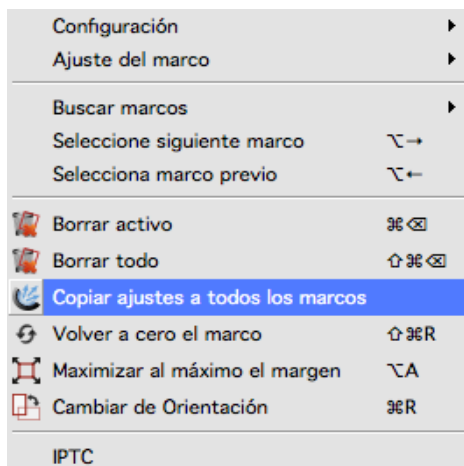 Configuración
Ajuste del marco
Buscar marcos
Seleccione siguiente marco ⌥→
Selecciona marco previo ⌥←
Borrar activo ⌘⌫
Borrar todo ⇧⌘⌫
Copiar ajustes a todos los marcos
Volver a cero el marco ⇧⌘R
Maximizar al máximo el margen ⌥A
Cambiar de Orientación ⌘R
IPTC